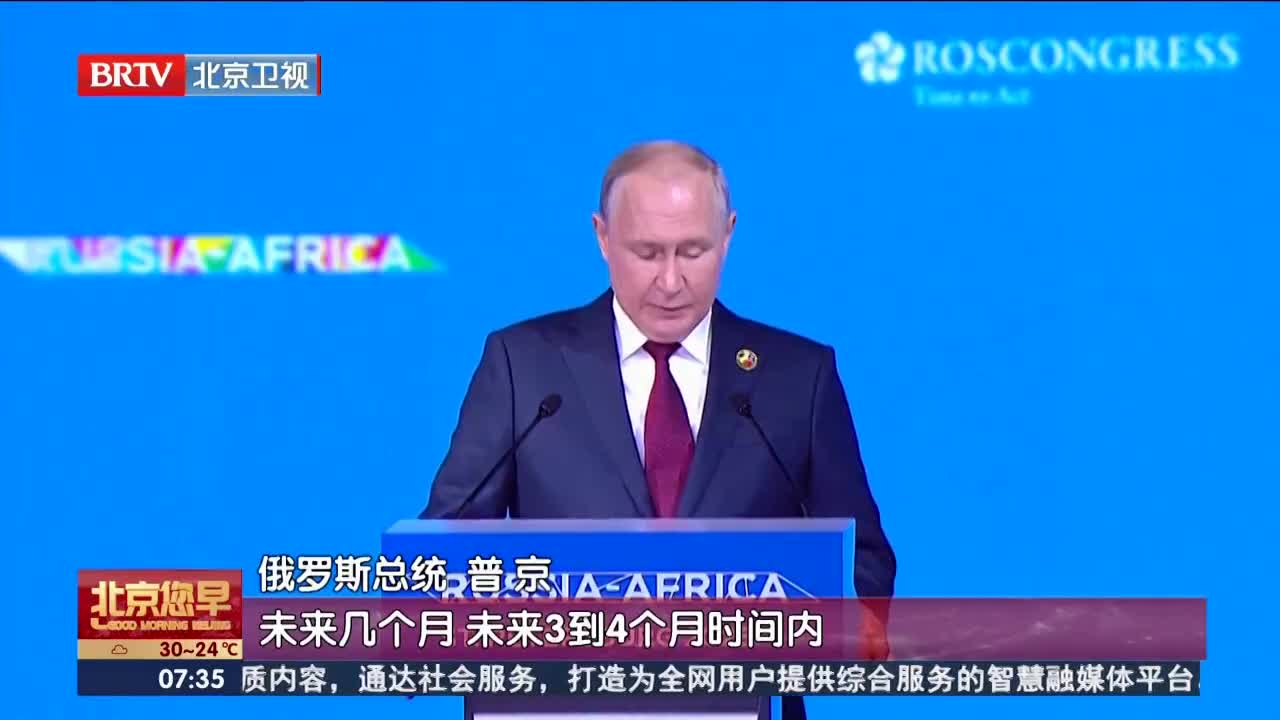 BRTV 北京卫视
ROSCONGRESS
Time to Act
RUSSIA-AFRICA
俄罗斯总统 普京
RUSSIA-AFRICA
未来几个月 未来3到4个月时间内
北京您早
GOOD MORNING BEIJING
30~24℃
07:35 质内容，通达社会服务，打造为全网用户提供综合服务的智慧融媒体平台